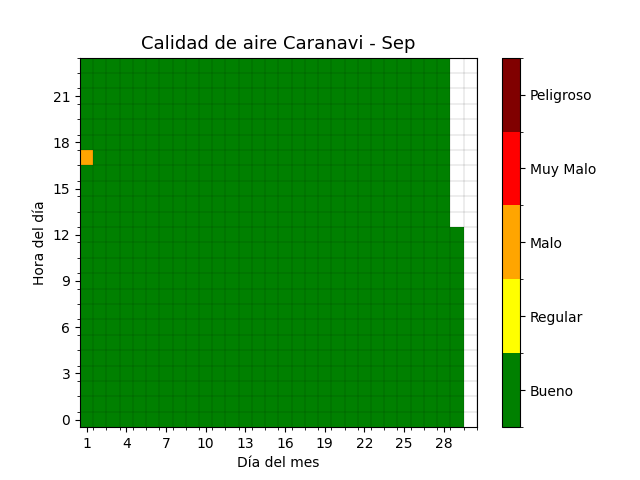 Calidad de aire Caranavi - Sep
Hora del día
21
18
15
12
9
6
3
0
1 4 7 10 13 16 19 22 25 28
Día del mes
Peligroso
Muy Malo
Malo
Regular
Bueno